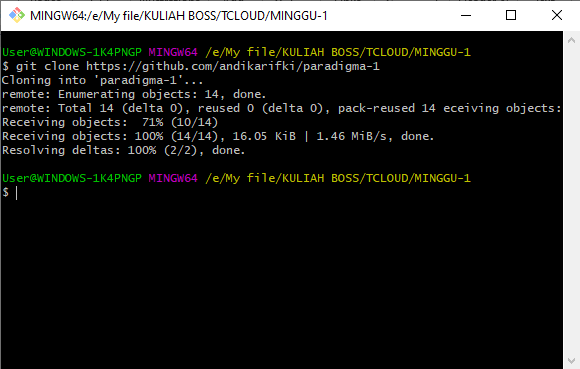 MINGW64:/e/My file/KULIAH BOSS/TCLOUD/MINGGU-1
User@WINDOWS-1K4PNGP MINGW64 /e/My file/KULIAH BOSS/TCLOUD/MINGGU-1
$ git clone https://github.com/andikarifki/paradigma-1
Cloning into 'paradigma-1'...
remote: Enumerating objects: 14, done.
remote: Total 14 (delta 0), reused 0 (delta 0), pack-reused 14 eceiving objects:
Receiving objects:  71% (10/14)
Receiving objects: 100% (14/14), 16.05 KiB | 1.46 MiB/s, done.
Resolving deltas: 100% (2/2), done.
User@WINDOWS-1K4PNGP MINGW64 /e/My file/KULIAH BOSS/TCLOUD/MINGGU-1
$